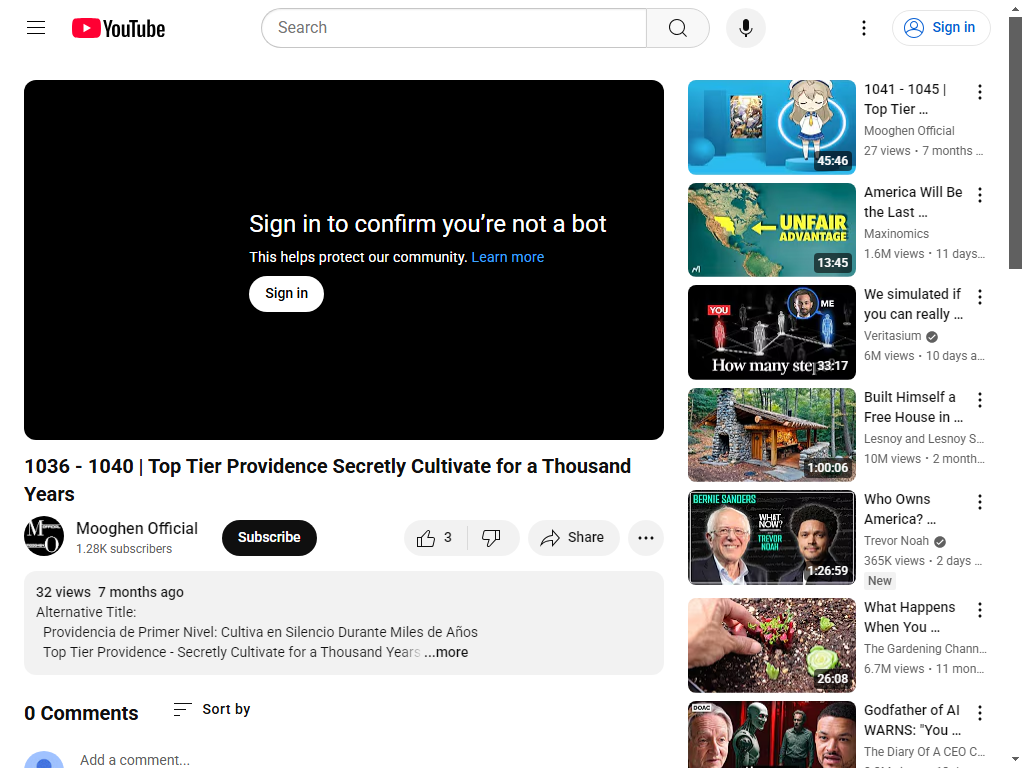 YouTube
Search
Sign in
Sign in to confirm you’re not a bot
This helps protect our community. Learn more
Sign in
1036 - 1040 | Top Tier Providence Secretly Cultivate for a Thousand
Years
Mooghen Official
1.28K subscribers
Subscribe
3
Share
32 views 7 months ago
Alternative Title:
Providencia de Primer Nivel: Cultiva en Silencio Durante Miles de Años
Top Tier Providence - Secretly Cultivate for a Thousand Years ...more
0 Comments
Sort by
Add a comment...
45:46
1041 - 1045 |
Top Tier ...
Mooghen Official
27 views • 7 months ...
UNFAIR
ADVANTAGE
13:45
America Will Be
the Last ...
Maxinomics
1.6M views • 11 days...
YOU
ME
How many ste
33:17
We simulated if
you can really ...
Veritasium
6M views • 10 days a...
1:00:06
Built Himself a
Free House in ...
Lesnoy and Lesnoy S...
10M views • 2 month...
BERNIE SANDERS
WHAT
NOW?
TREVOR
NOAH
1:26:59
Who Owns
America? ...
Trevor Noah
365K views • 2 days ...
New
26:08
What Happens
When You ...
The Gardening Chann...
6.7M views • 11 mon...
DOAC
Godfather of AI
WARNS: "You ...
The Diary Of A CEO C...